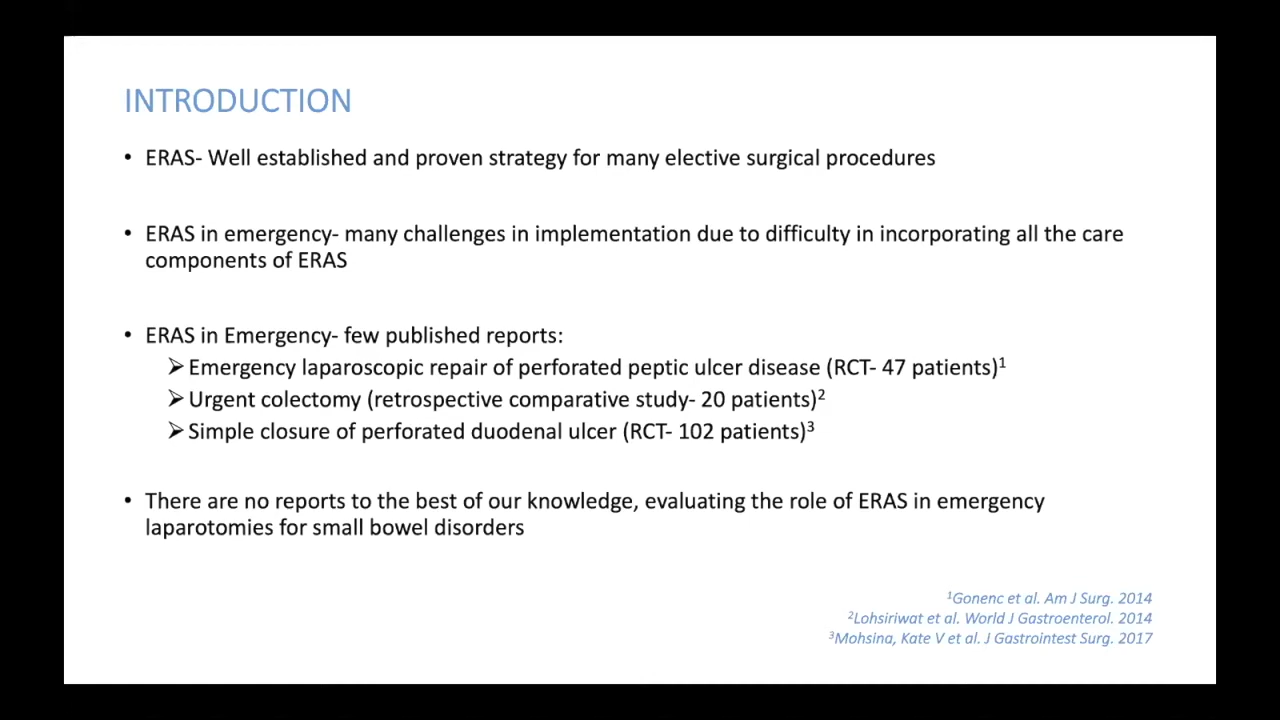 INTRODUCTION
• ERAS- Well established and proven strategy for many elective surgical procedures
• ERAS in emergency- many challenges in implementation due to difficulty in incorporating all the care
components of ERAS
• ERAS in Emergency- few published reports:
➢Emergency laparoscopic repair of perforated peptic ulcer disease (RCT- 47 patients)¹
➢Urgent colectomy (retrospective comparative study- 20 patients)²
➢Simple closure of perforated duodenal ulcer (RCT- 102 patients)³
• There are no reports to the best of our knowledge, evaluating the role of ERAS in emergency
laparotomies for small bowel disorders
¹Gonenc et al. Am J Surg. 2014
²Lohsiriwat et al. World J Gastroenterol. 2014
³Mohsina, Kate V et al. J Gastrointest Surg. 2017